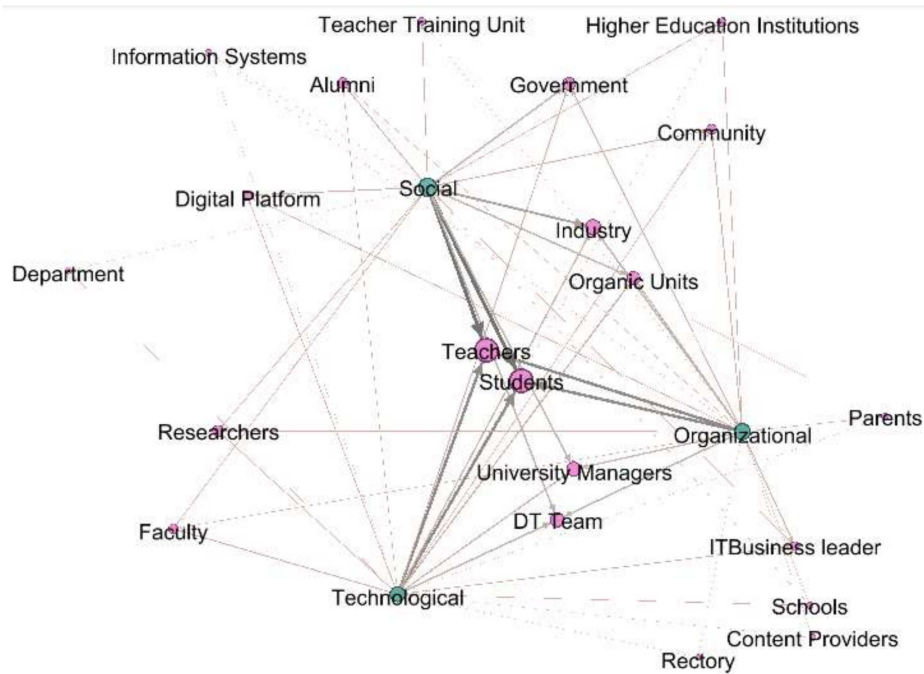 Teacher Training Unit
Higher Education Institutions
Information Systems
Alumni
Government
Community
Digital Platform
Social
Industry
Department
Organic Units
Teachers
Students
Parents
Researchers
Organizational
University Managers
Faculty
DT Team
ITBusiness leader
Technological
Schools
Content Providers
Rectory